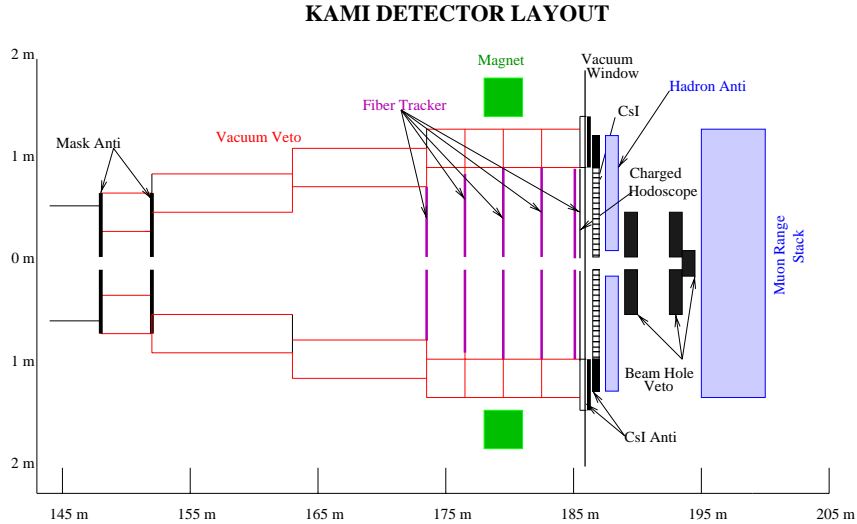 KAMI DETECTOR LAYOUT
2 m
Magnet
Vacuum
Window
Hadron Anti
CsI
Fiber Tracker
Vacuum Veto
Mask Anti
1 m
Charged
Hodoscope
0 m
Muon Range
Stack
1 m
Beam Hole
Veto
CsI Anti
2 m
145 m
155 m
165 m
175 m
185 m
195 m
205 m